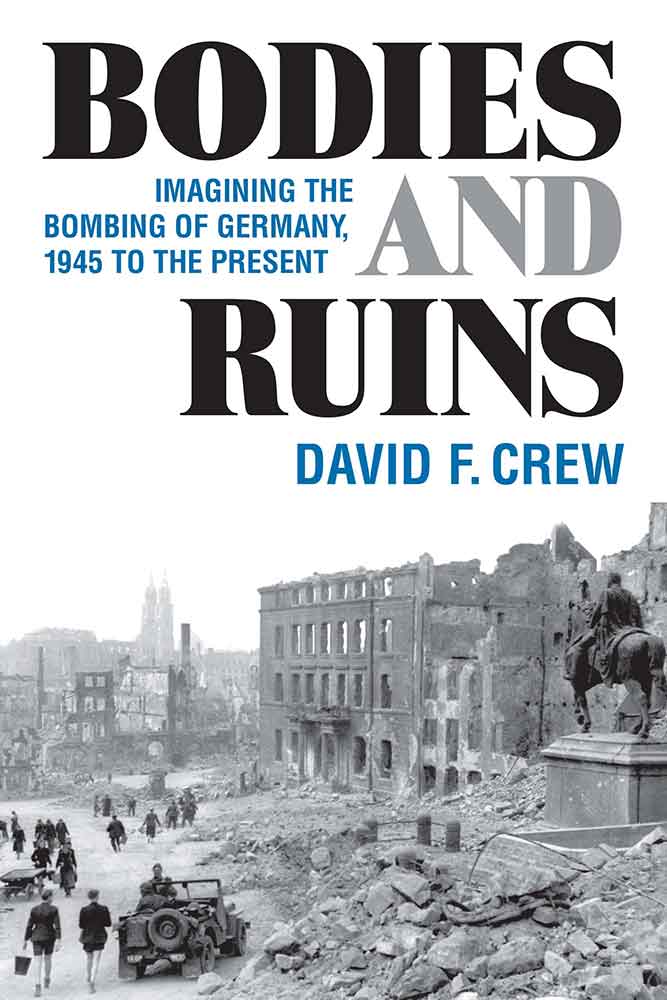 BODIES
IMAGINING THE
BOMBING OF GERMANY,
1945 TO THE PRESENT
AND
RUINS
DAVID F. CREW